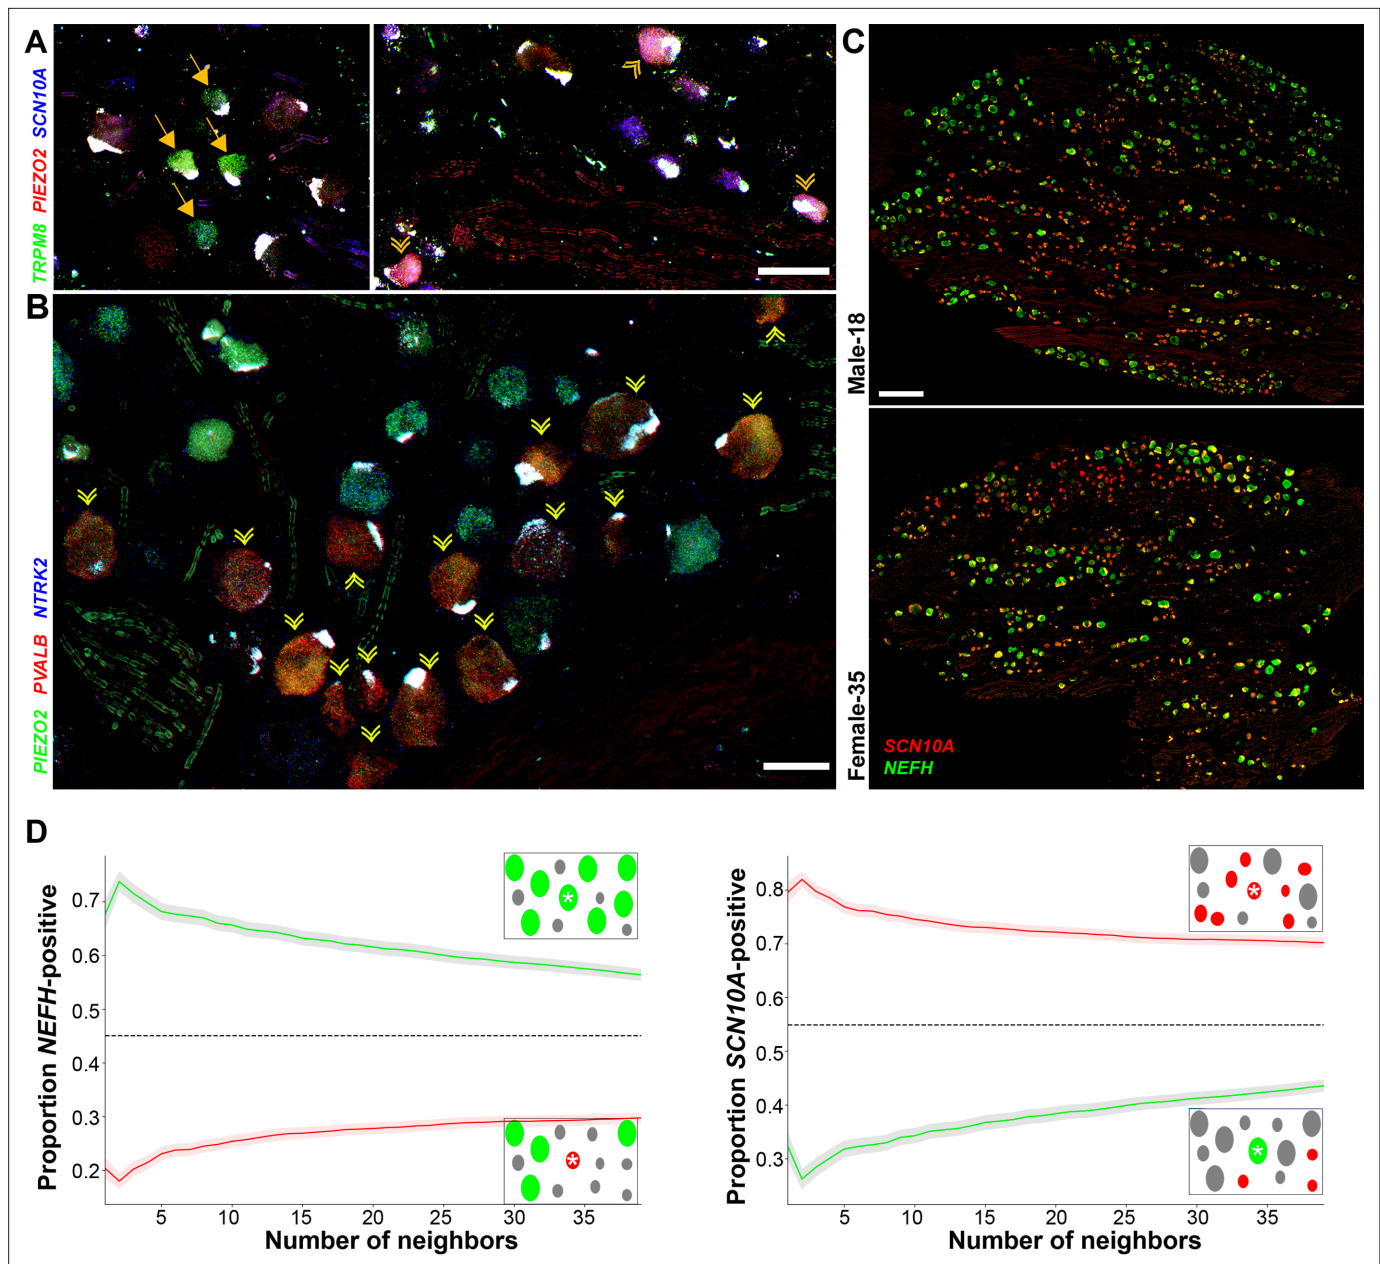 A
TRPM8 PIEZO2 SCN10A
B
PIEZO2 PVALB NTRK2
C
Male-18
Female-35
SCN10A
NEFH
D
Proportion NEFH-positive
0.7
0.6
0.5
0.4
0.3
0.2
*
*
5 10 15 20 25 30 35
Number of neighbors
Proportion SCN10A-positive
0.8
0.7
0.6
0.5
0.4
0.3
*
*
5 10 15 20 25 30 35
Number of neighbors